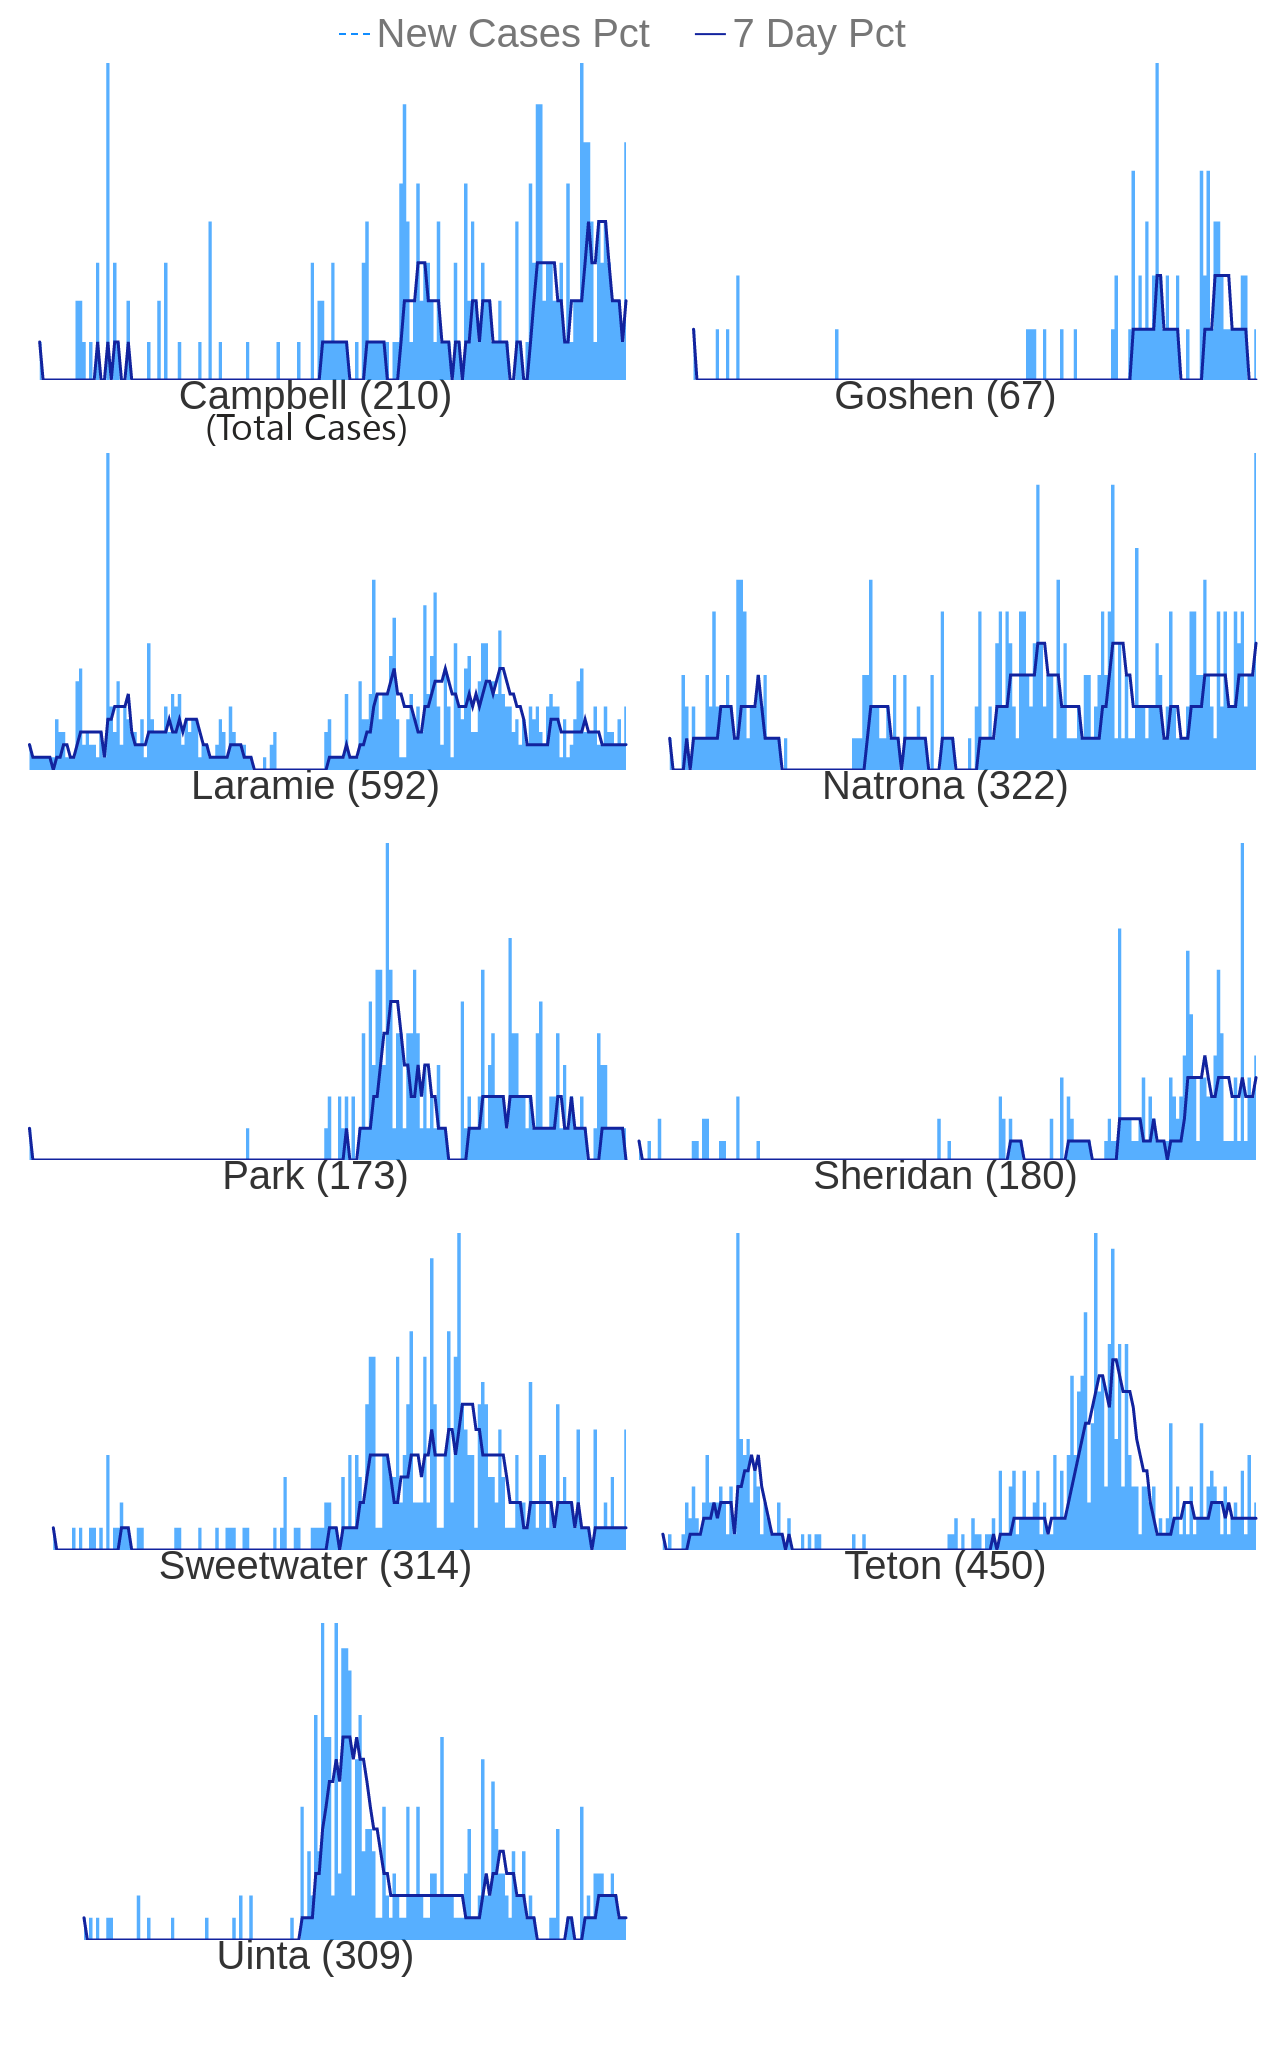 New Cases Pct 7 Day Pct
Campbell (210) Goshen (67)
(Total Cases)
Laramie (592) Natrona (322)
Park (173) Sheridan (180)
Sweetwater (314) Teton (450)
Uinta (309)